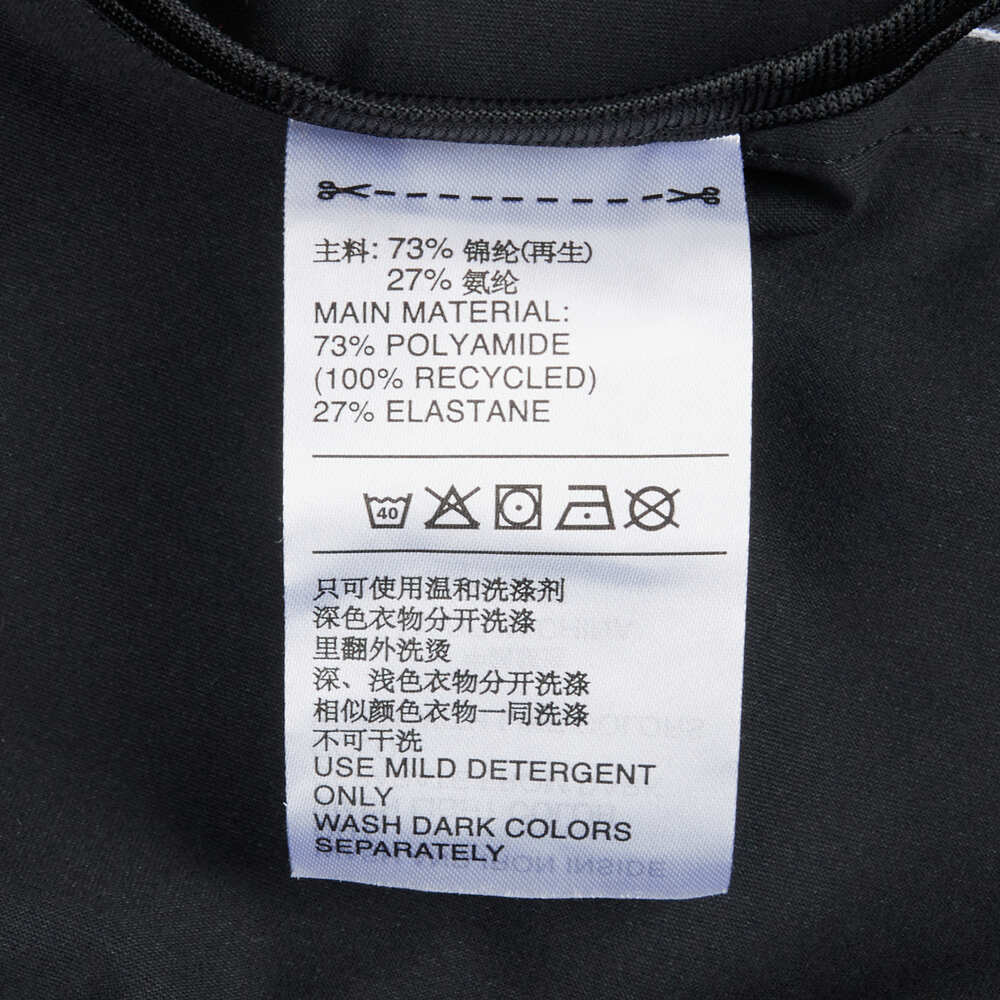 主料: 73% 锦纶(再生)
27% 氨纶
MAIN MATERIAL:
73% POLYAMIDE
(100% RECYCLED)
27% ELASTANE
40
只可使用温和洗涤剂
深色衣物分开洗涤
里翻外洗烫
深、浅色衣物分开洗涤
相似颜色衣物一同洗涤
不可干洗
USE MILD DETERGENT
ONLY
WASH DARK COLORS
SEPARATELY